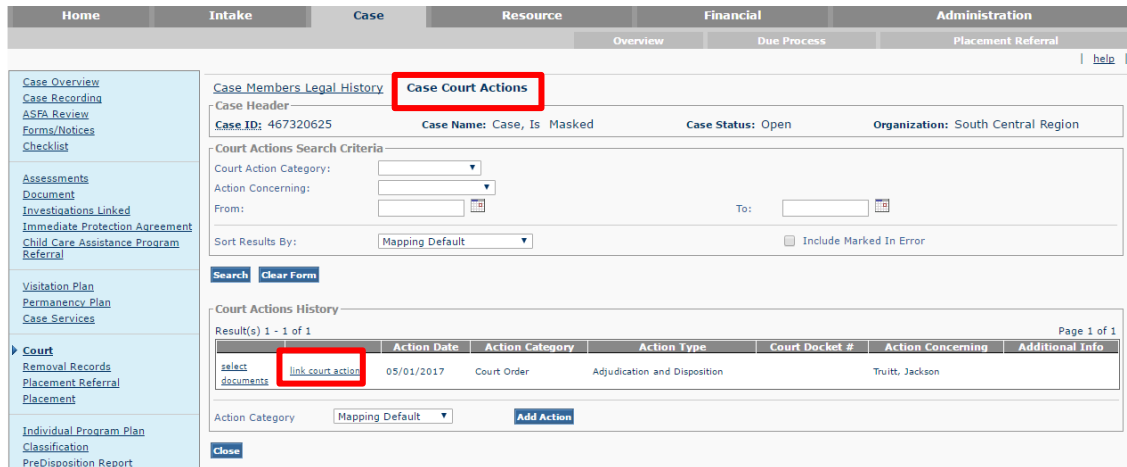 Home Intake Case Resource Financial Administration
Overview Due Process Placement Referral
| help |
Case Overview
Case Recording
ASFA Review
Forms/Notices
Checklist
Assessments
Document
Investigations Linked
Immediate Protection Agreement
Child Care Assistance Program
Referral
Visitation Plan
Permanency Plan
Case Services
Court
Removal Records
Placement Referral
Placement
Individual Program Plan
Classification
PreDisposition Report
Case Members Legal History Case Court Actions
Case Header
Case ID: 467320625 Case Name: Case, Is Masked Case Status: Open Organization: South Central Region
Court Actions Search Criteria
Court Action Category:
Action Concerning:
From: To:
Sort Results By: Mapping Default Include Marked In Error
Search Clear Form
Court Actions History
Result(s) 1 - 1 of 1 Page 1 of 1
Action Date Action Category Action Type Court Docket # Action Concerning Additional Info
select link court action 05/01/2017 Court Order Adjudication and Disposition Truitt, Jackson
documents
Action Category Mapping Default Add Action
Close